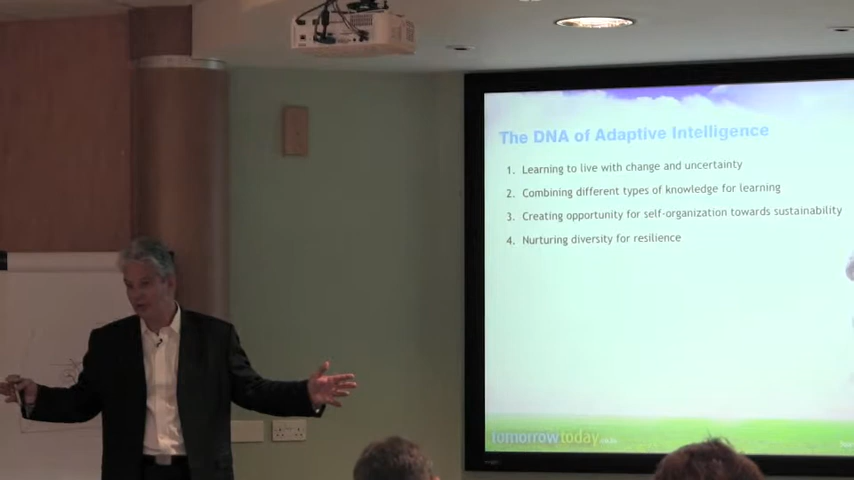 The DNA of Adaptive Intelligence
1. Learning to live with change and uncertainty
2. Combining different types of knowledge for learning
3. Creating opportunity for self-organization towards sustainability
4. Nurturing diversity for resilience
tomorrowtoday